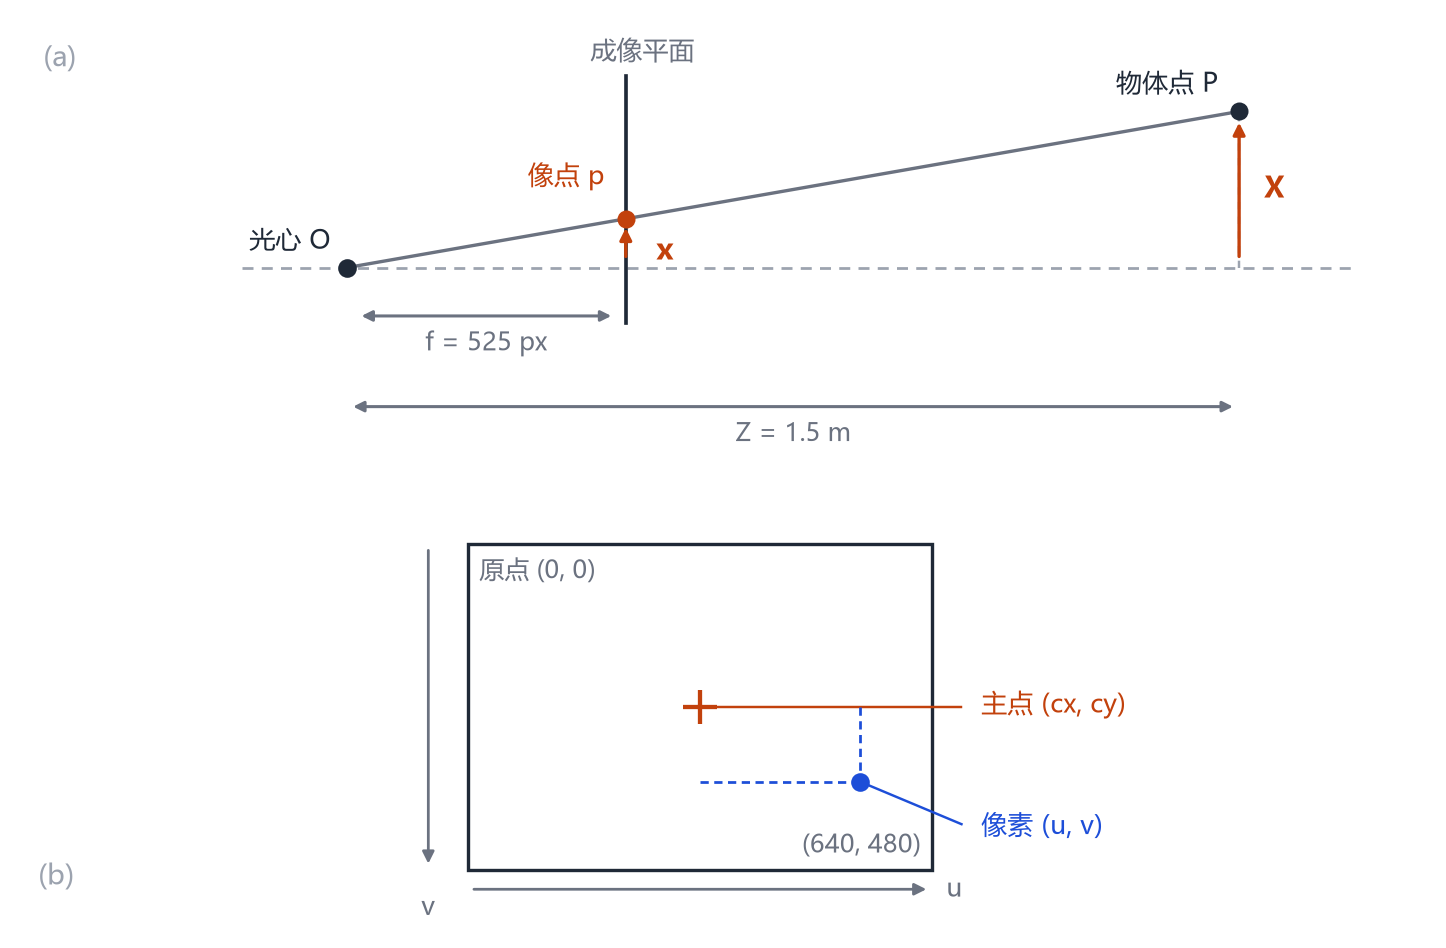 (a)
成像平面
物体点 P
像点 p
X
光心 O
x
f = 525 px
Z = 1.5 m
原点 (0, 0)
主点 (cx, cy)
像素 (u, v)
(640, 480)
(b)
u
v